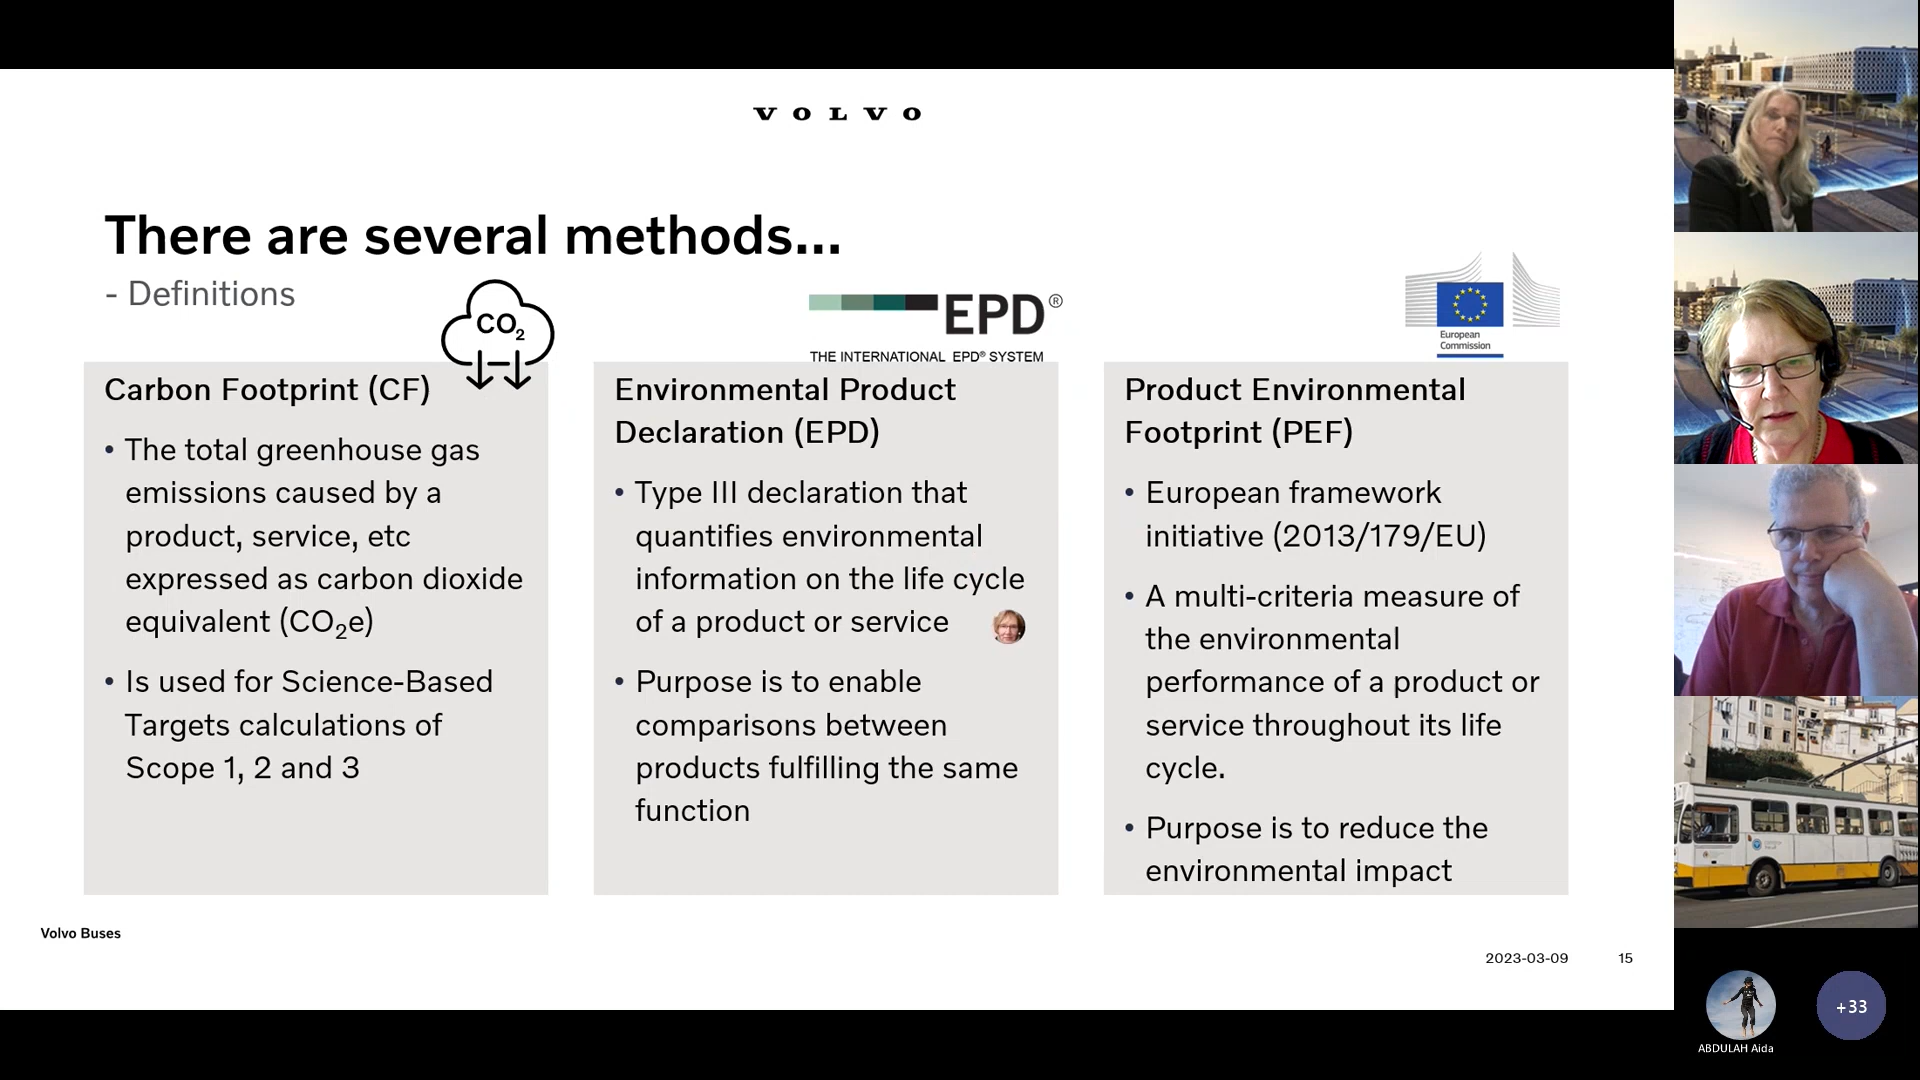 VOLVO
There are several methods...
- Definitions
CO2
EPD®
THE INTERNATIONAL EPD® SYSTEM
European
Commission
Carbon Footprint (CF)
• The total greenhouse gas
emissions caused by a
product, service, etc
expressed as carbon dioxide
equivalent (CO2e)
• Is used for Science-Based
Targets calculations of
Scope 1, 2 and 3
Environmental Product
Declaration (EPD)
• Type III declaration that
quantifies environmental
information on the life cycle
of a product or service
• Purpose is to enable
comparisons between
products fulfilling the same
function
Product Environmental
Footprint (PEF)
• European framework
initiative (2013/179/EU)
• A multi-criteria measure of
the environmental
performance of a product or
service throughout its life
cycle.
• Purpose is to reduce the
environmental impact
Volvo Buses
2023-03-09
15
+33
ABDULAH Aida